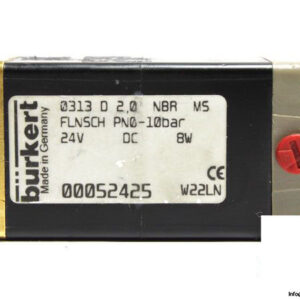 bürkert
Made in Germany
0313 D 2,0 NBR MS
FLNSCH PN0-10bar
24V DC 8W
CE
00052425 W22LN